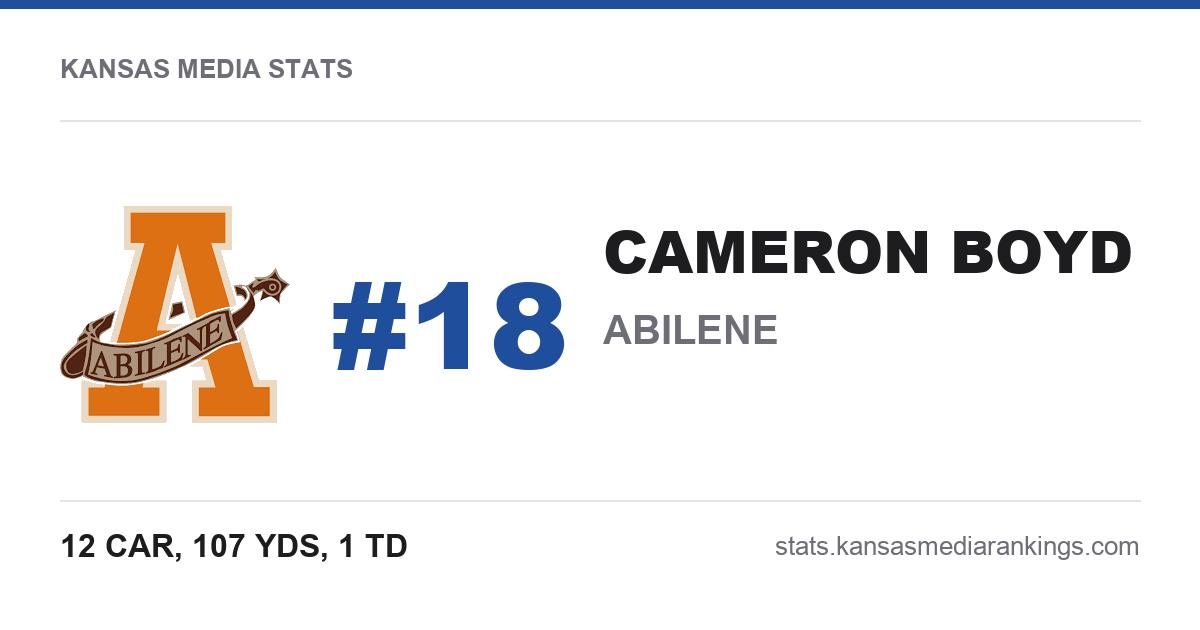 KANSAS MEDIA STATS
ABILENE
#18
CAMERON BOYD
ABILENE
12 CAR, 107 YDS, 1 TD
stats.kansasmediarankings.com